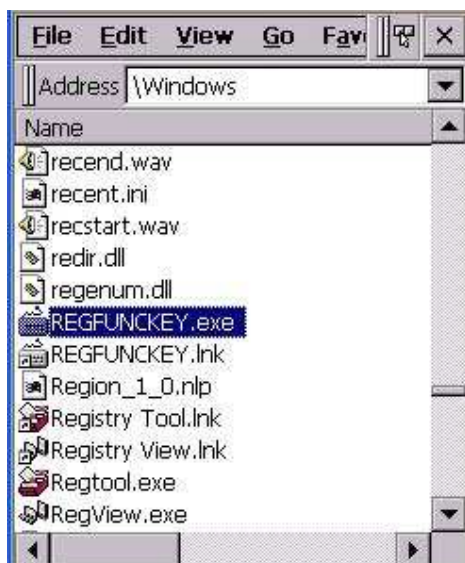 File Edit View Go Fav
Address \Windows
Name
recend.wav
recent.ini
recstart.wav
redir.dll
regenum.dll
REGFUNCKEY.exe
REGFUNCKEY.lnk
Region_1_0.nlp
Registry Tool.lnk
Registry View.lnk
Regtool.exe
RegView.exe